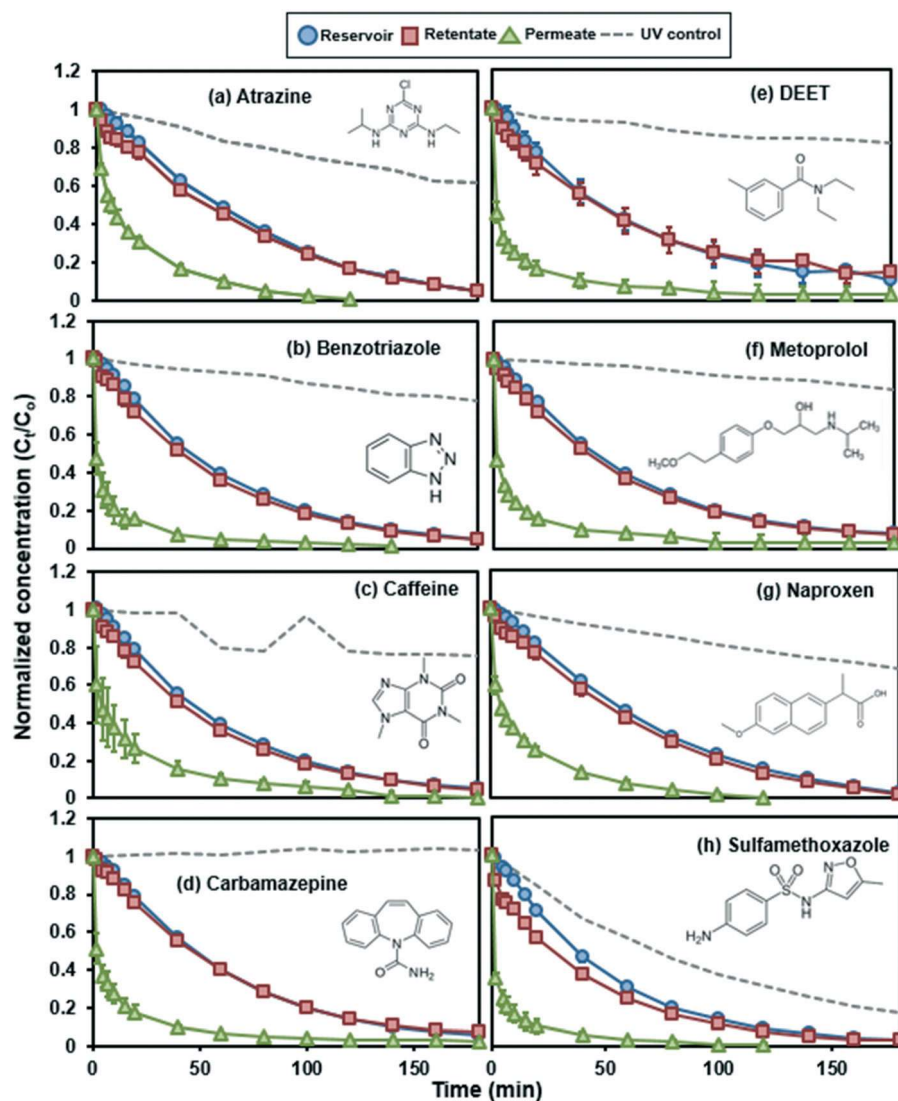 Reservoir Retentate Permeate UV control
Normalized concentration (Ct/Co)
1.2
1
0.8
0.6
0.4
0.2
0
(a) Atrazine
Cl
N N
N N N
H H
(e) DEET
O
N
1.2
1
0.8
0.6
0.4
0.2
0
(b) Benzotriazole
N
N
N
H
(f) Metoprolol
OH H
O N CH₃
H₃CO CH₃
1.2
1
0.8
0.6
0.4
0.2
0
(c) Caffeine
N N O
N N
O
(g) Naproxen
O OH
O
1.2
1
0.8
0.6
0.4
0.2
0
(d) Carbamazepine
N
O NH₂
(h) Sulfamethoxazole
O O N O
S N
H
NH₂
0 50 100 150
0 50 100 150
Time (min)